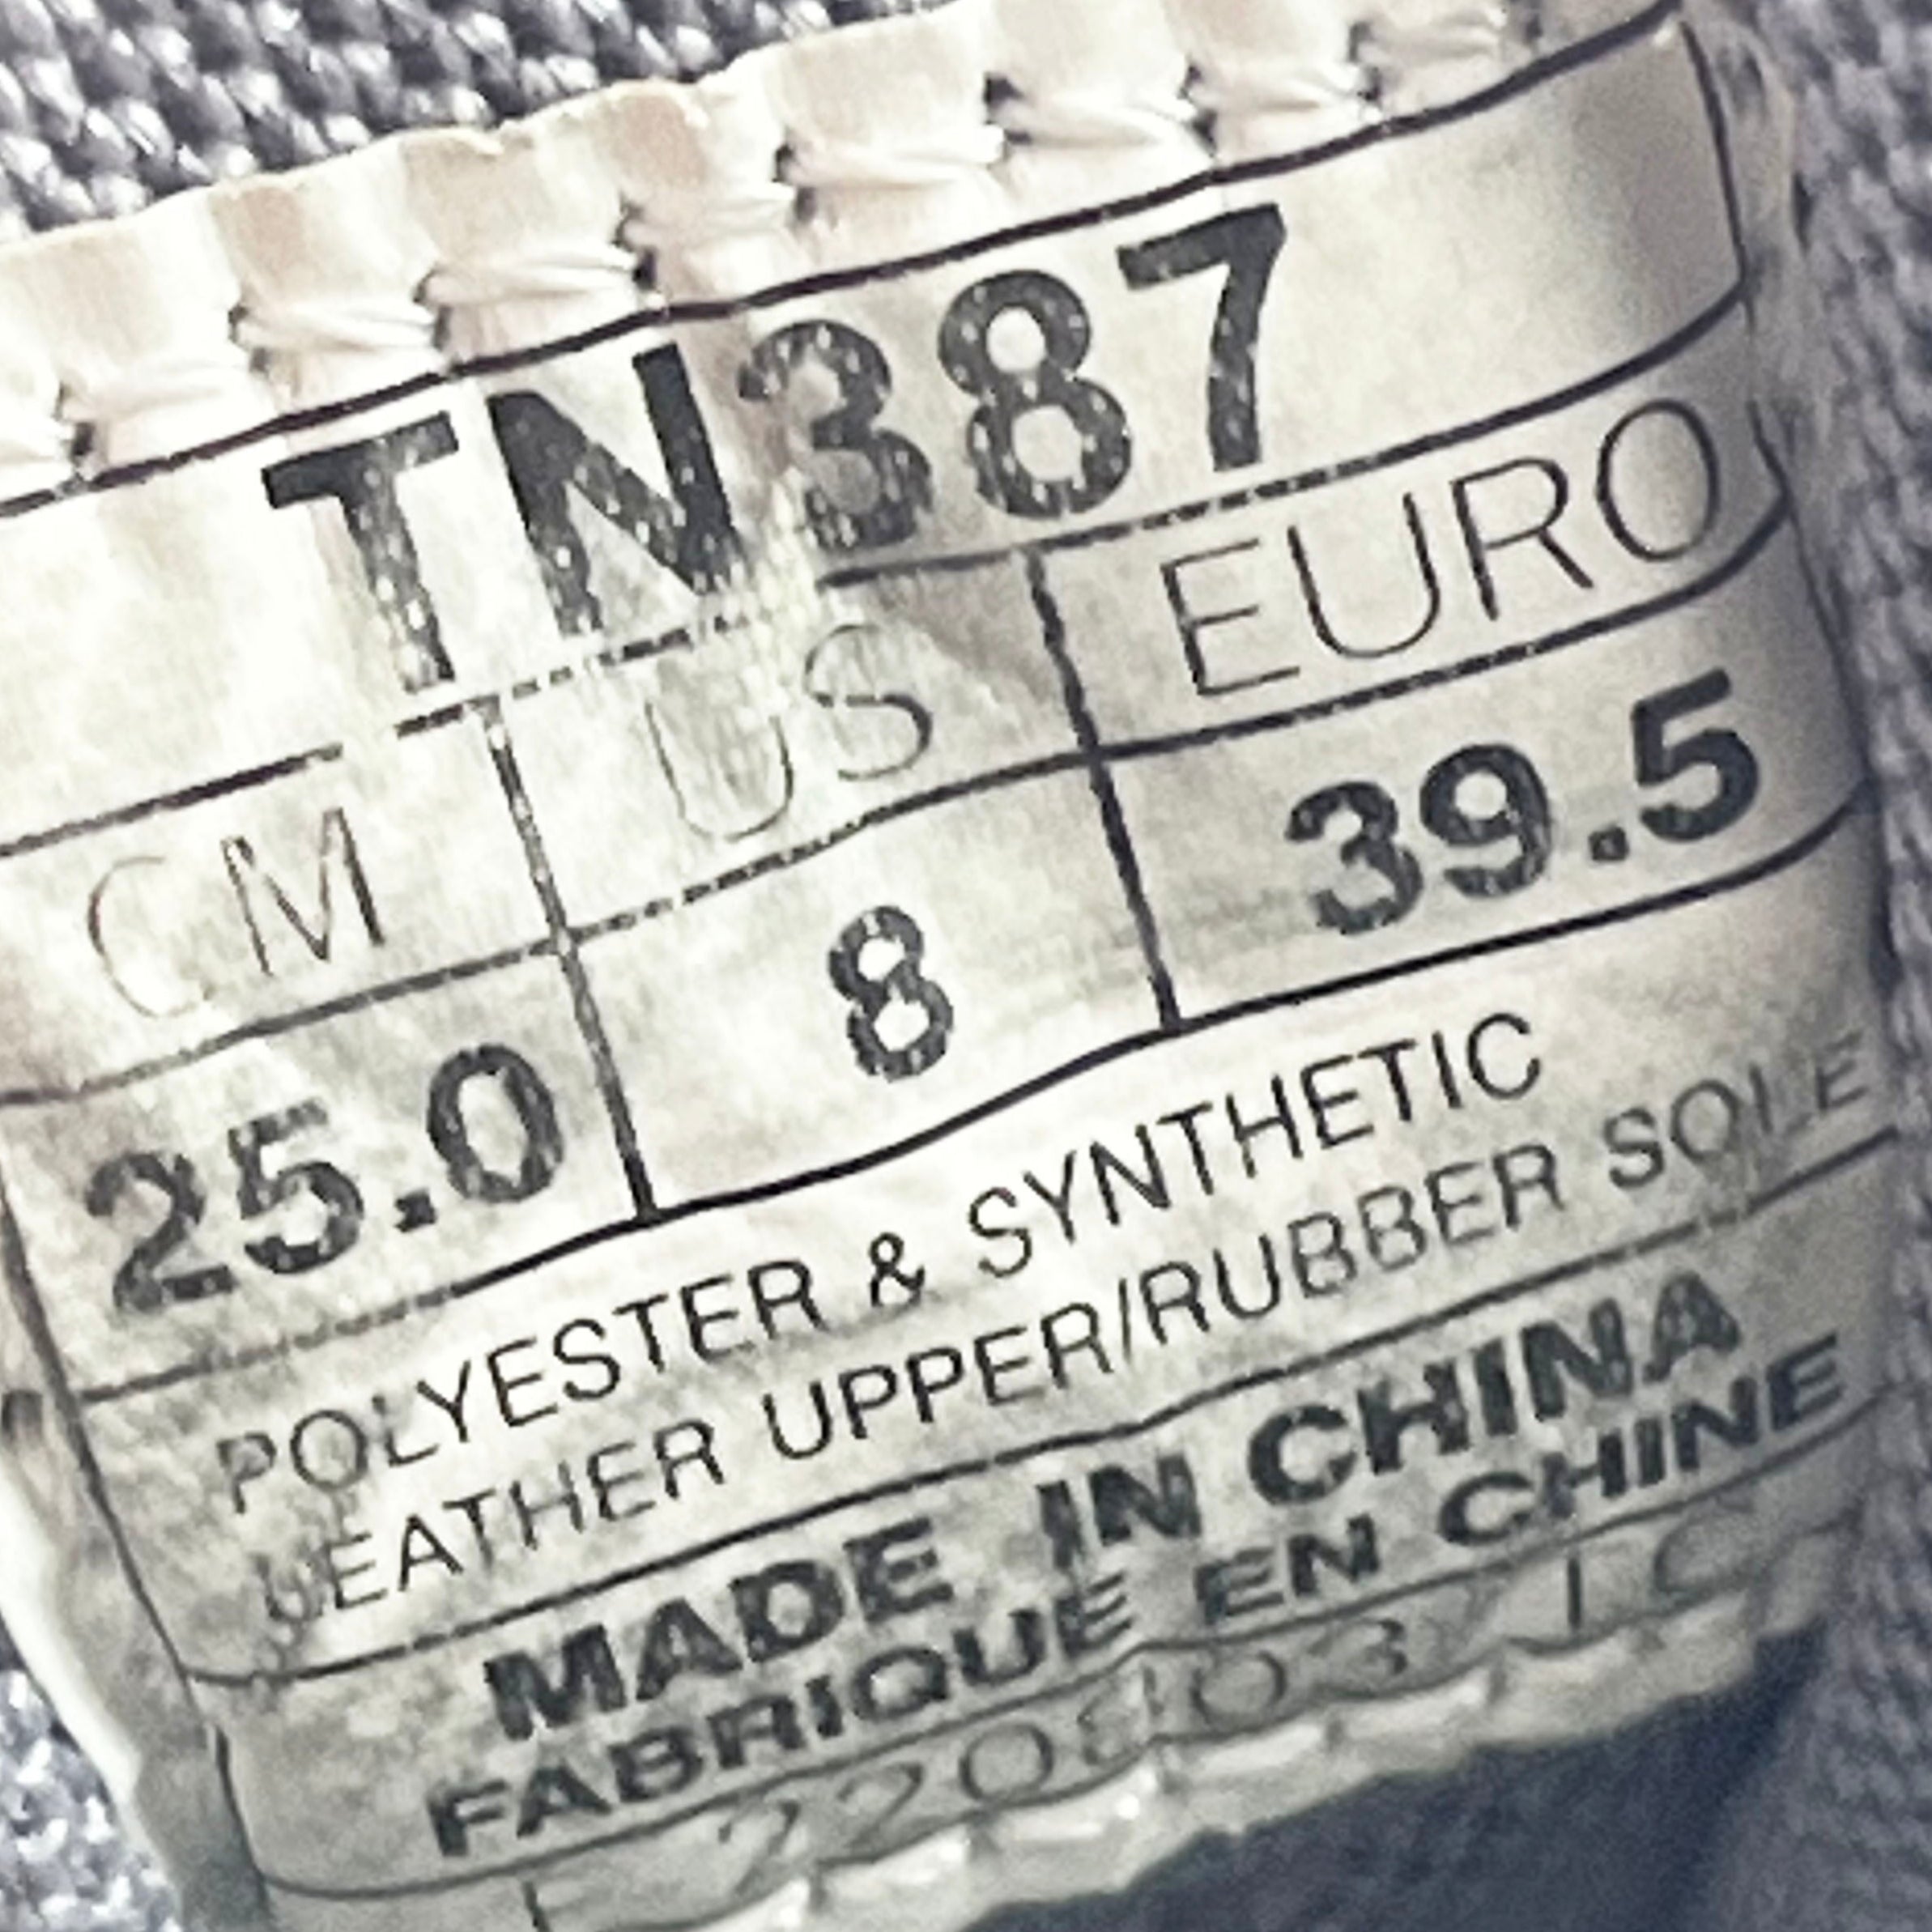 TN387
CM US EURO
25.0 8 39.5
POLYESTER & SYNTHETIC
LEATHER UPPER/RUBBER SOLE
MADE IN CHINA
FABRIQUE EN CHINE